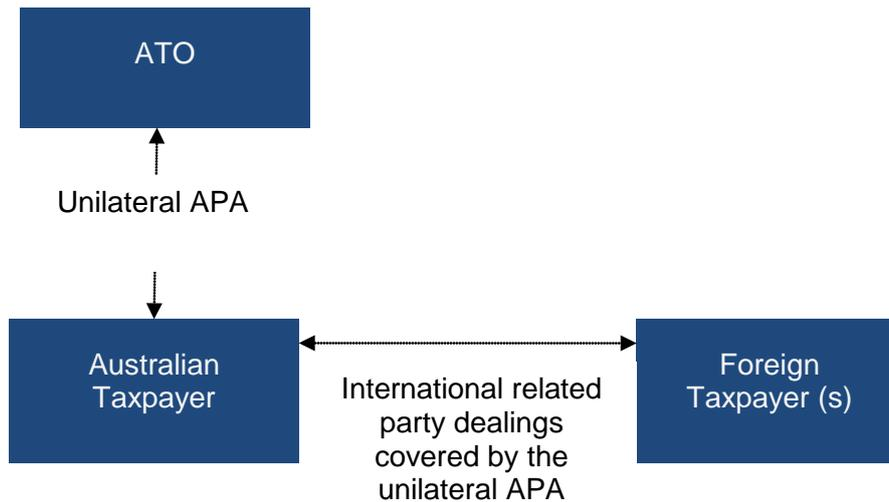 ATO
Unilateral APA
Australian
Taxpayer
International related
party dealings
covered by the
unilateral APA
Foreign
Taxpayer (s)